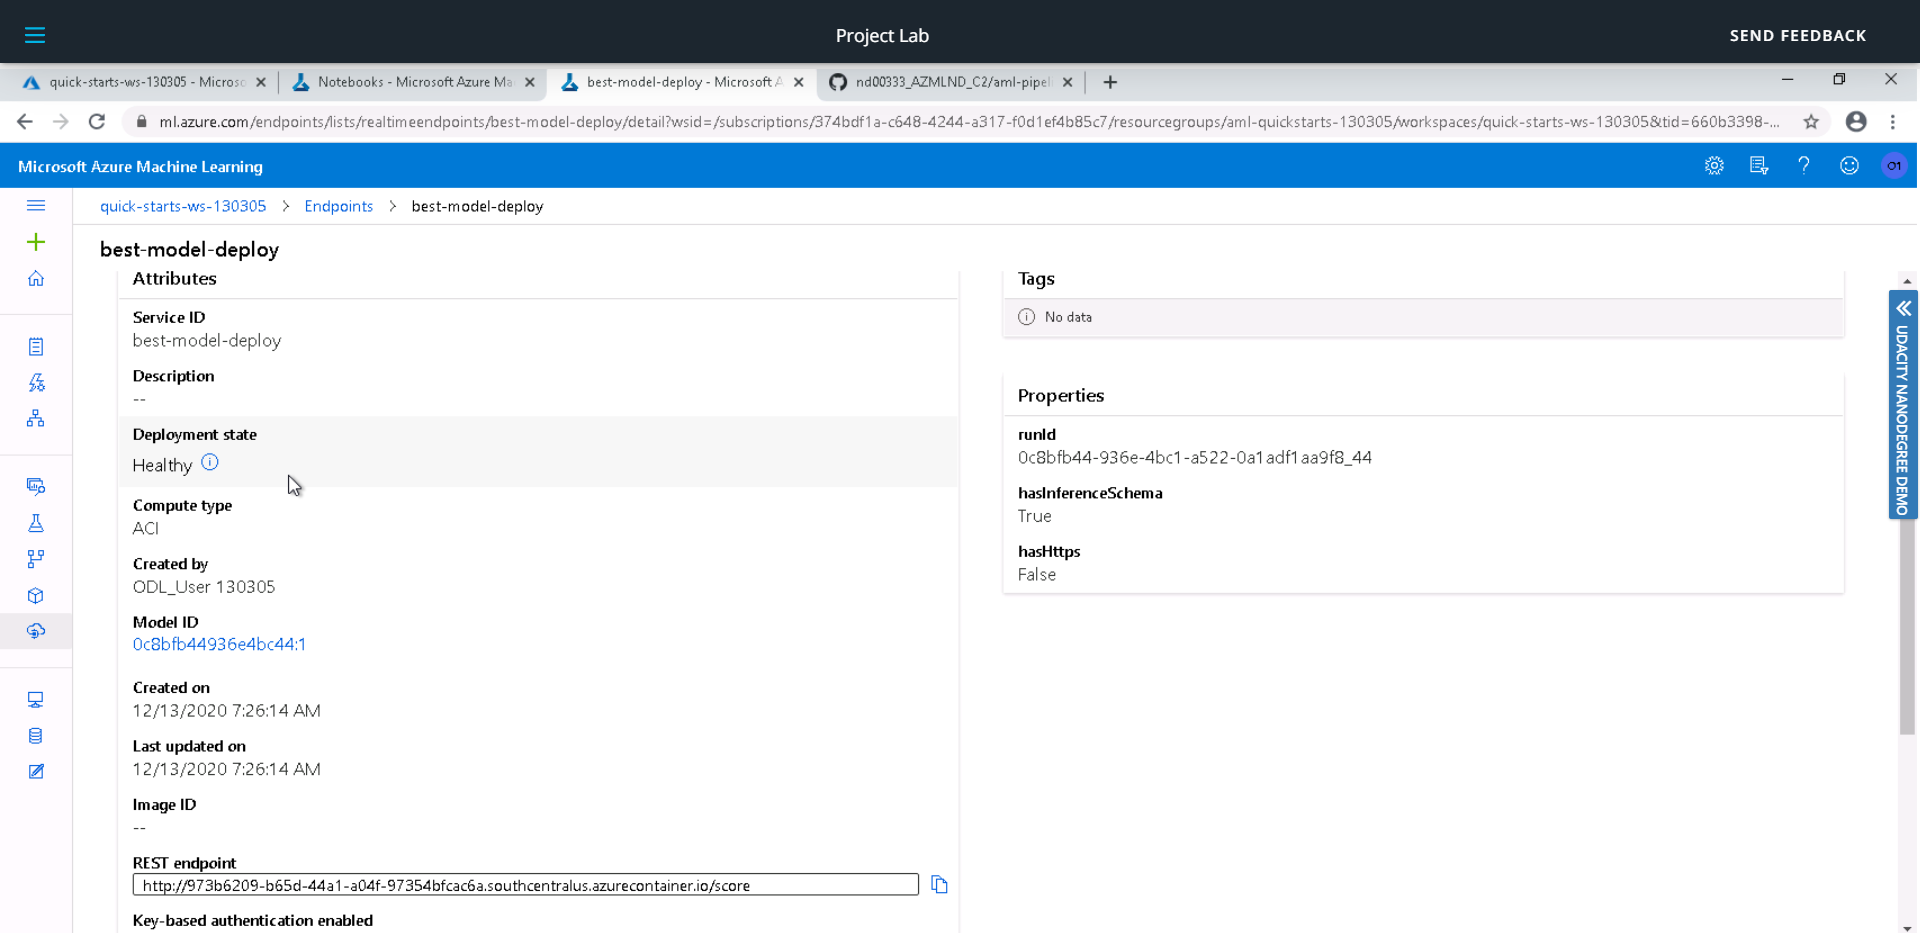 Project Lab
SEND FEEDBACK
quick-starts-ws-130305 - Microso
Notebooks - Microsoft Azure Ma
best-model-deploy - Microsoft A
nd00333_AZMLND_C2/aml-pipel
ml.azure.com/endpoints/lists/realtimeendpoints/best-model-deploy/detail?wsid=/subscriptions/374bdf1a-c648-4244-a317-f0d1ef4b85c7/resourcegroups/aml-quickstarts-130305/workspaces/quick-starts-ws-130305&tid=660b3398-...
Microsoft Azure Machine Learning
O1
quick-starts-ws-130305 > Endpoints > best-model-deploy
best-model-deploy
Attributes
Service ID
best-model-deploy
Description
--
Deployment state
Healthy
Compute type
ACI
Created by
ODL_User 130305
Model ID
0c8bfb44936e4bc44:1
Created on
12/13/2020 7:26:14 AM
Last updated on
12/13/2020 7:26:14 AM
Image ID
--
REST endpoint
http://973b6209-b65d-44a1-a04f-97354bfcac6a.southcentralus.azurecontainer.io/score
Key-based authentication enabled
Tags
No data
Properties
runId
0c8bfb44-936e-4bc1-a522-0a1adf1aa9f8_44
hasInferenceSchema
True
hasHttps
False
UDACITY NANODEGREE DEMO